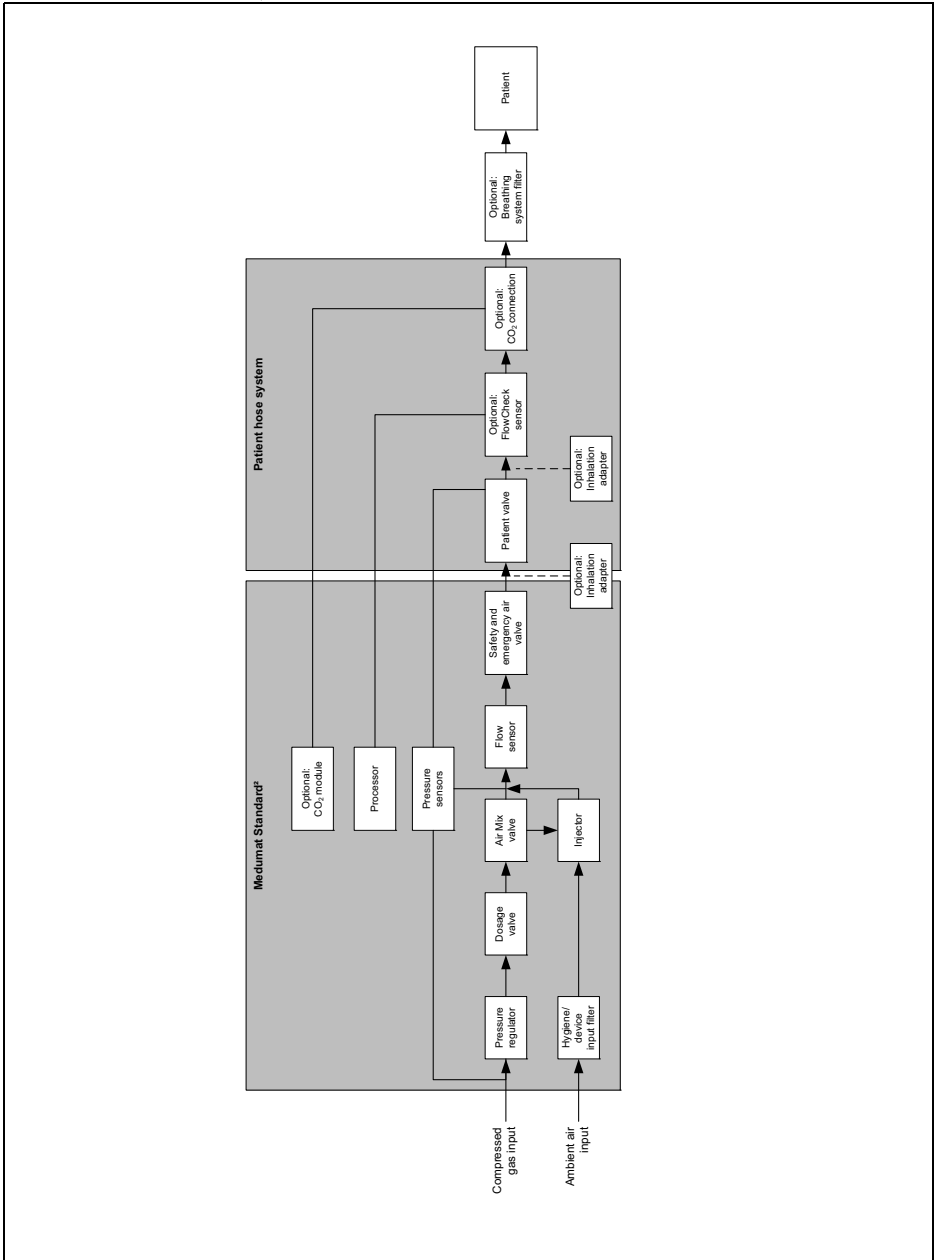 Medumat Standard²
Patient hose system
Optional:
CO₂ module
Processor
Pressure
sensors
Compressed
gas input
Pressure
regulator
Dosage
valve
Air Mix
valve
Flow
sensor
Safety and
emergency air
valve
Patient valve
Optional:
FlowCheck
sensor
Optional:
CO₂ connection
Optional:
Breathing
system filter
Patient
Ambient air
input
Hygiene/
device
input filter
Injector
Optional:
Inhalation
adapter
Optional:
Inhalation
adapter